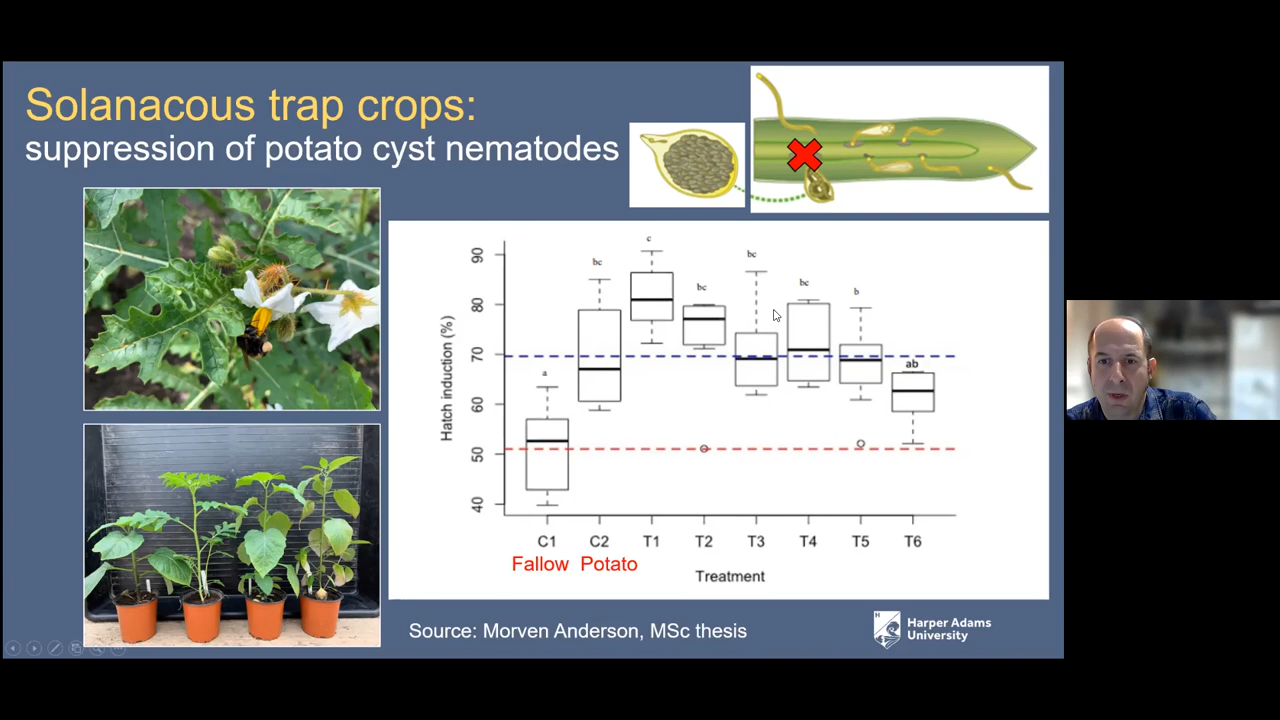 Solanacous trap crops:
suppression of potato cyst nematodes
Hatch induction (%)
90
80
70
60
50
40
a
bc
c
bc
bc
bc
b
ab
C1
C2
T1
T2
T3
T4
T5
T6
Fallow Potato
Treatment
Source: Morven Anderson, MSc thesis
H
Harper Adams
University